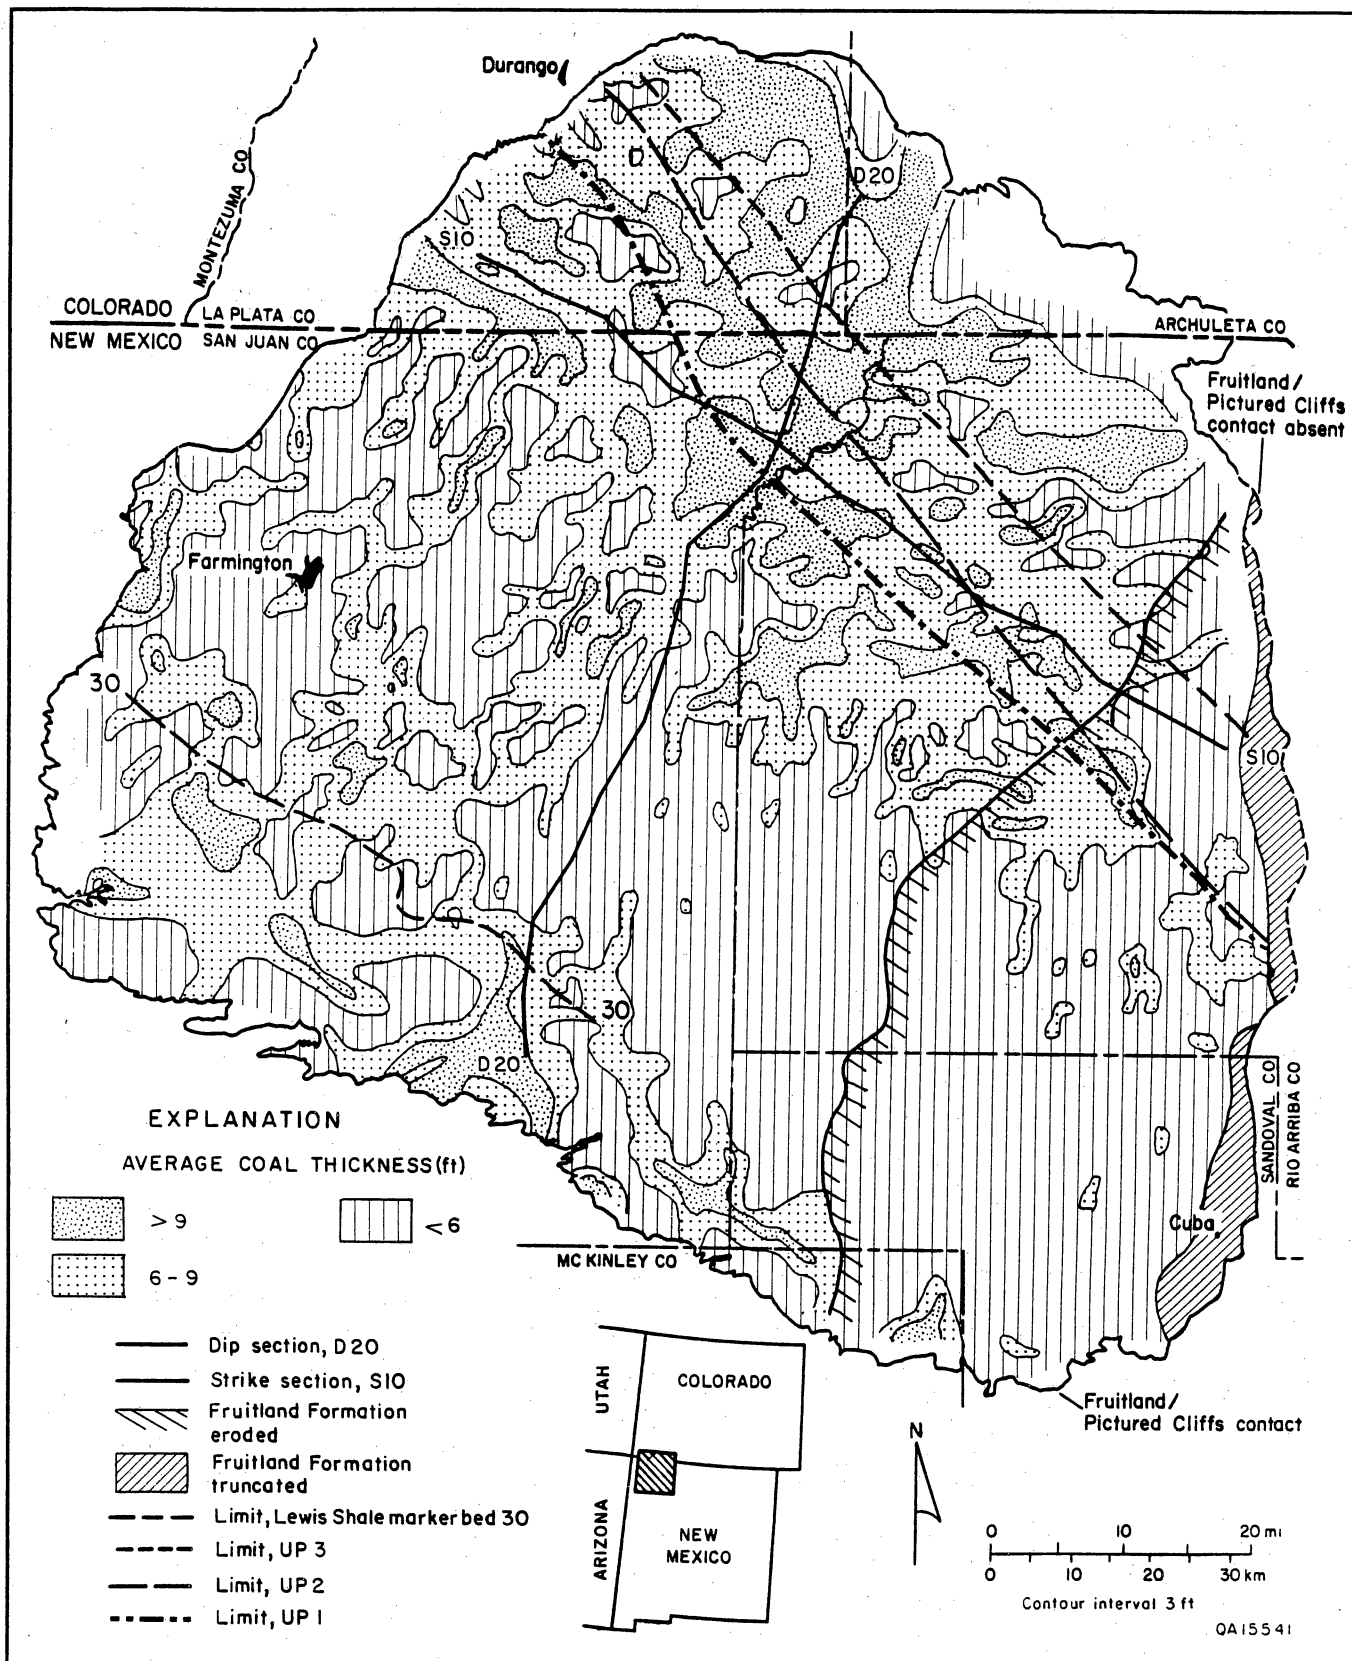 Durango
MONTEZUMA CO
D20
S10
COLORADO
LA PLATA CO
ARCHULETA CO
NEW MEXICO
SAN JUAN CO
Fruitland/
Pictured Cliffs
contact absent
Farmington
30
S10
30
D20
SANDOVAL CO
RIO ARRIBA CO
Cuba
MC KINLEY CO
EXPLANATION
AVERAGE COAL THICKNESS (ft)
> 9
< 6
6 - 9
Dip section, D20
Strike section, S10
Fruitland Formation
eroded
Fruitland Formation
truncated
Limit, Lewis Shale marker bed 30
Limit, UP 3
Limit, UP 2
Limit, UP 1
UTAH
COLORADO
ARIZONA
NEW
MEXICO
Fruitland/
Pictured Cliffs contact
N
0 10 20 mi
0 10 20 30 km
Contour interval 3 ft
QA15541